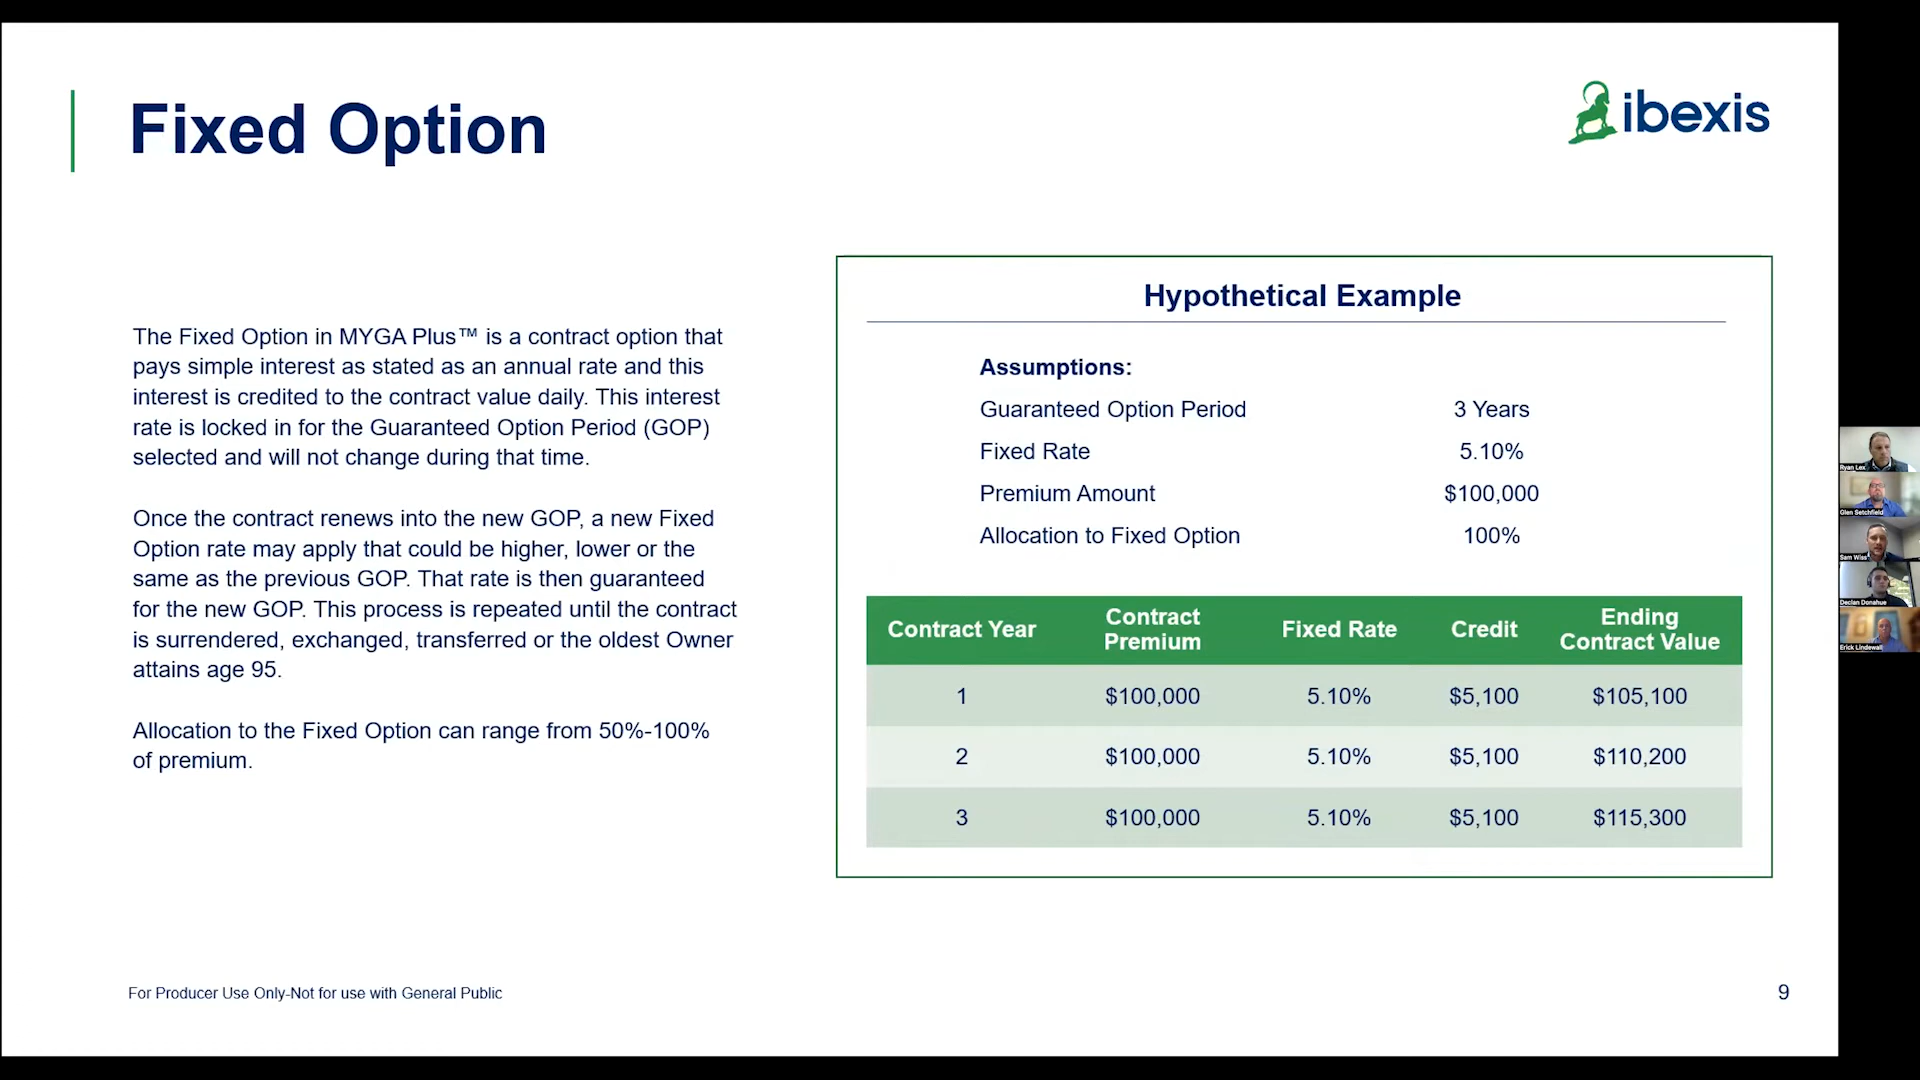 Fixed Option
ibexis
The Fixed Option in MYGA Plus™ is a contract option that
pays simple interest as stated as an annual rate and this
interest is credited to the contract value daily. This interest
rate is locked in for the Guaranteed Option Period (GOP)
selected and will not change during that time.
Once the contract renews into the new GOP, a new Fixed
Option rate may apply that could be higher, lower or the
same as the previous GOP. That rate is then guaranteed
for the new GOP. This process is repeated until the contract
is surrendered, exchanged, transferred or the oldest Owner
attains age 95.
Allocation to the Fixed Option can range from 50%-100%
of premium.
Hypothetical Example
Assumptions:
Guaranteed Option Period 3 Years
Fixed Rate 5.10%
Premium Amount $100,000
Allocation to Fixed Option 100%
Contract Year Contract Premium Fixed Rate Credit Ending Contract Value
1 $100,000 5.10% $5,100 $105,100
2 $100,000 5.10% $5,100 $110,200
3 $100,000 5.10% $5,100 $115,300
For Producer Use Only-Not for use with General Public
9
Ryan Lex
Glen Setchfield
Sam Wiss
Declan Donahue
Erick Lindewall